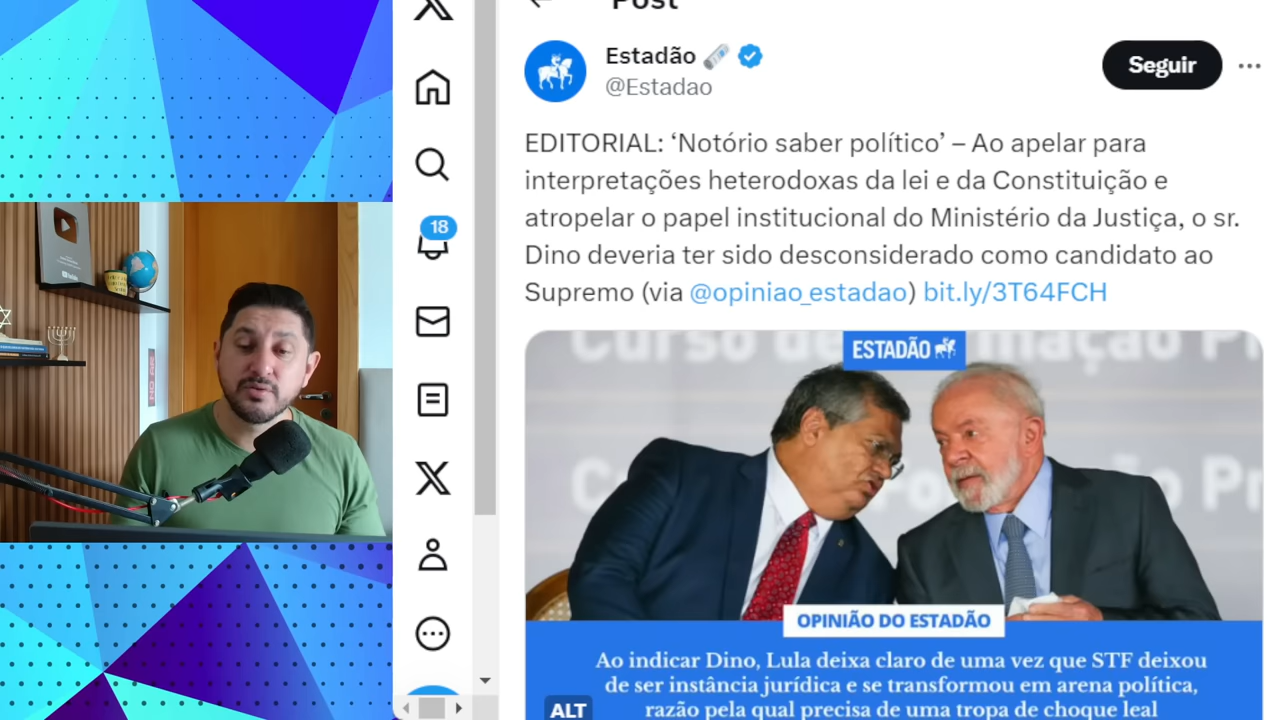 Post
Estadão
@Estadao
Seguir
18
EDITORIAL: ‘Notório saber político’ – Ao apelar para
interpretações heterodoxas da lei e da Constituição e
atropelar o papel institucional do Ministério da Justiça, o sr.
Dino deveria ter sido desconsiderado como candidato ao
Supremo (via @opiniao_estadao) bit.ly/3T64FCH
Curso de
ESTADÃO
OPINIÃO DO ESTADÃO
Ao indicar Dino, Lula deixa claro de uma vez que STF deixou
de ser instância jurídica e se transformou em arena política,
razão pela qual precisa de uma tropa de choque leal
ALT